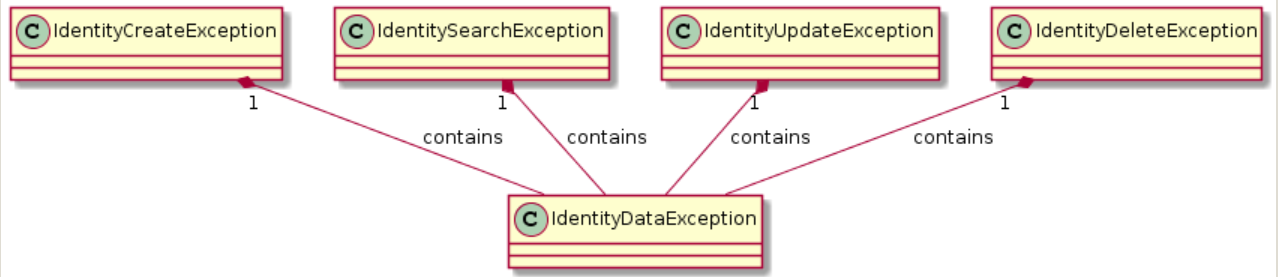 C IdentityCreateException
C IdentitySearchException
C IdentityUpdateException
C IdentityDeleteException
1
1
1
1
contains
contains
contains
contains
C IdentityDataException